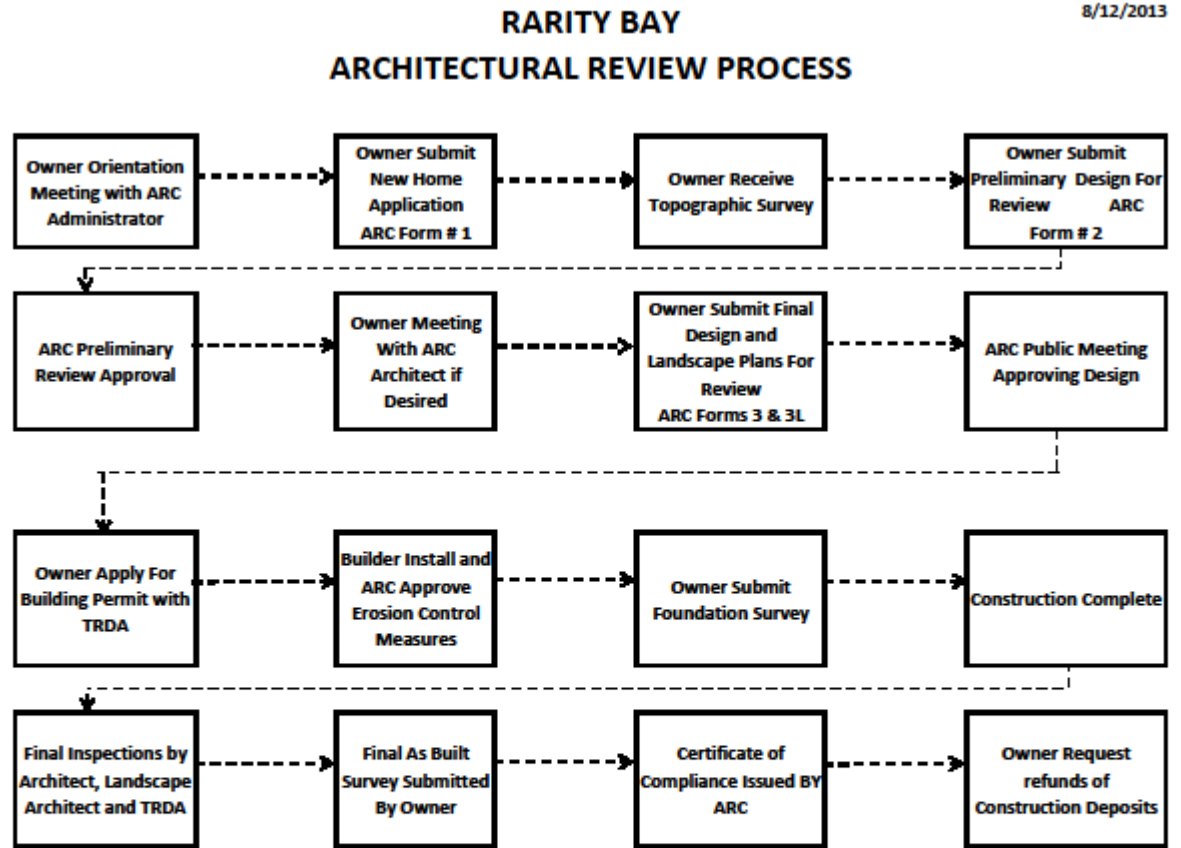 8/12/2013
RARITY BAY
ARCHITECTURAL REVIEW PROCESS
Owner Orientation
Meeting with ARC
Administrator
Owner Submit
New Home
Application
ARC Form # 1
Owner Receive
Topographic Survey
Owner Submit
Preliminary Design For
Review ARC
Form # 2
ARC Preliminary
Review Approval
Owner Meeting
With ARC
Architect if
Desired
Owner Submit Final
Design and
Landscape Plans For
Review
ARC Forms 3 & 3L
ARC Public Meeting
Approving Design
Owner Apply For
Building Permit with
TRDA
Builder Install and
ARC Approve
Erosion Control
Measures
Owner Submit
Foundation Survey
Construction Complete
Final Inspections by
Architect, Landscape
Architect and TRDA
Final As Built
Survey Submitted
By Owner
Certificate of
Compliance Issued BY
ARC
Owner Request
refunds of
Construction Deposits